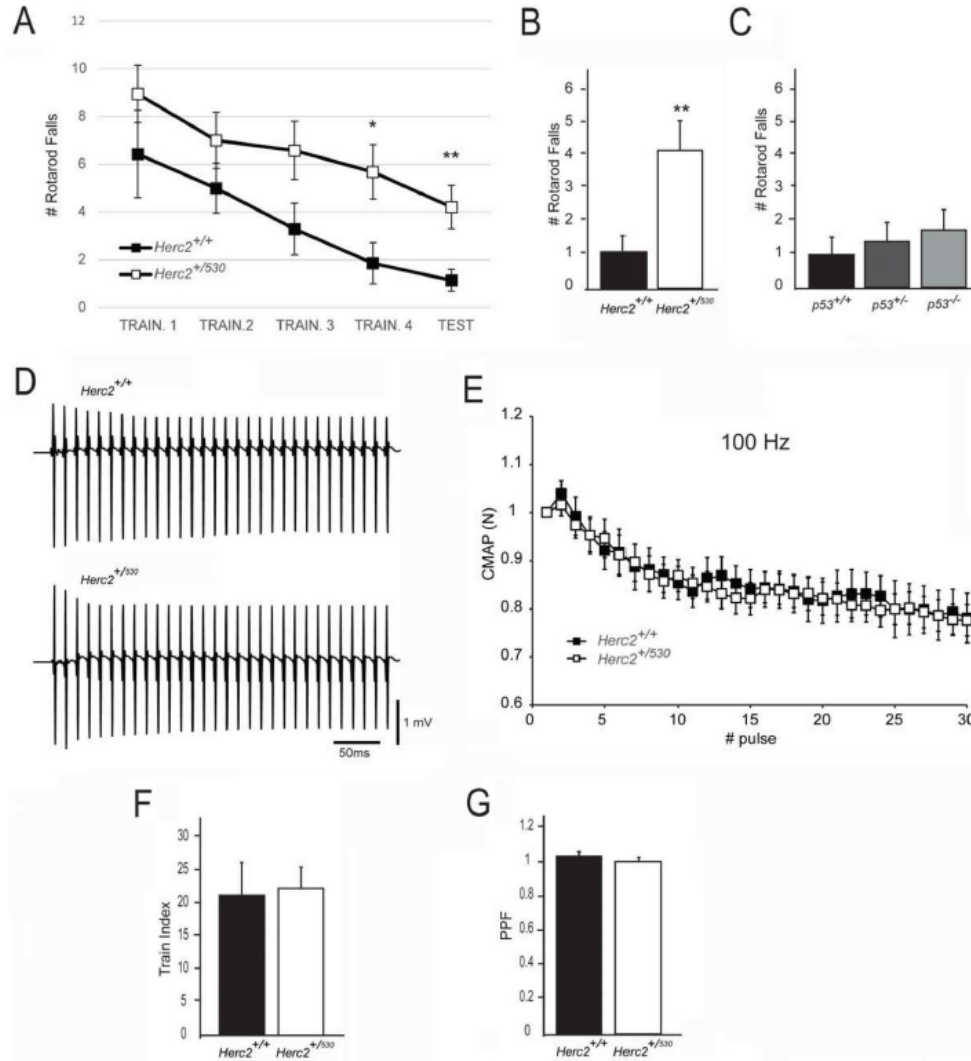 A
12
10
8
6
4
2
0
# Rotarod Falls
Herc2+/+
Herc2+/530
*
**
TRAIN. 1 TRAIN.2 TRAIN. 3 TRAIN. 4 TEST
B
6
5
4
3
2
1
0
# Rotarod Falls
**
Herc2+/+ Herc2+/530
C
6
5
4
3
2
1
0
# Rotarod Falls
p53+/+ p53+/- p53-/-
D
Herc2+/+
Herc2+/530
1 mV
50ms
E
1.2
1.1
1
0.9
0.8
0.7
0.6
CMAP (N)
100 Hz
Herc2+/+
Herc2+/530
0 5 10 15 20 25 30
# pulse
F
30
25
20
15
10
5
0
Train Index
Herc2+/+ Herc2+/530
G
1.2
1
0.8
0.6
0.4
0.2
0
PPF
Herc2+/+ Herc2+/530